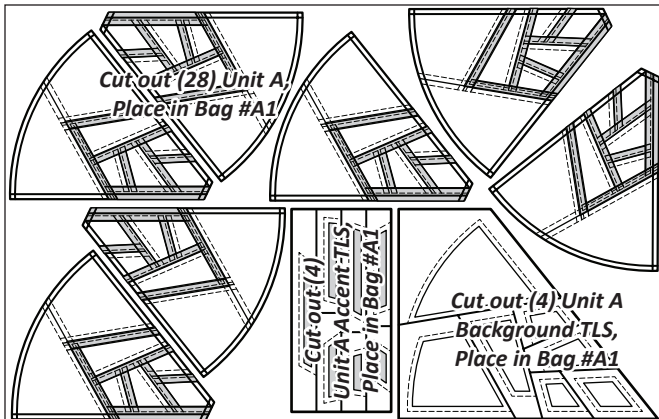 Cut out (28) Unit A,
Place in Bag #A1
Cut out (4)
Unit A Accent TLS,
Place in Bag #A1
Cut out (4) Unit A
Background TLS,
Place in Bag #A1